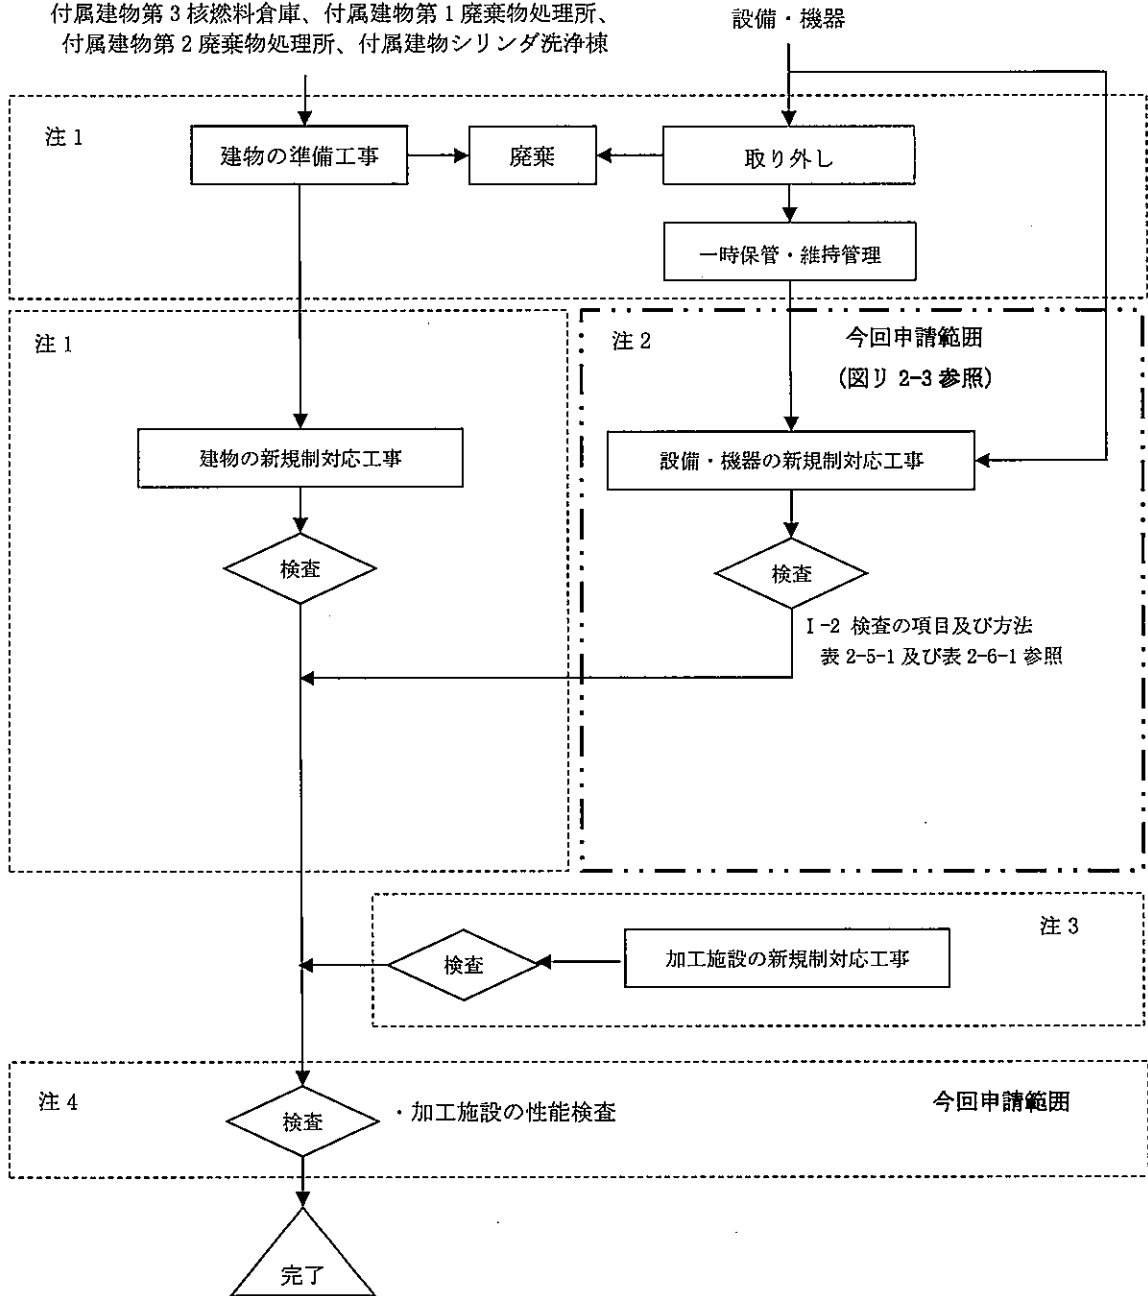 付属建物第3核燃料倉庫、付属建物第1廃棄物処理所、
付属建物第2廃棄物処理所、付属建物シリンダ洗浄棟
設備・機器
注1
建物の準備工事
廃棄
取り外し
一時保管・維持管理
注1
建物の新規制対応工事
検査
注2
今回申請範囲
(図リ 2-3 参照)
設備・機器の新規制対応工事
検査
Ⅰ-2 検査の項目及び方法
表 2-5-1 及び表 2-6-1 参照
注3
検査
加工施設の新規制対応工事
注4
検査
・加工施設の性能検査
今回申請範囲
完了